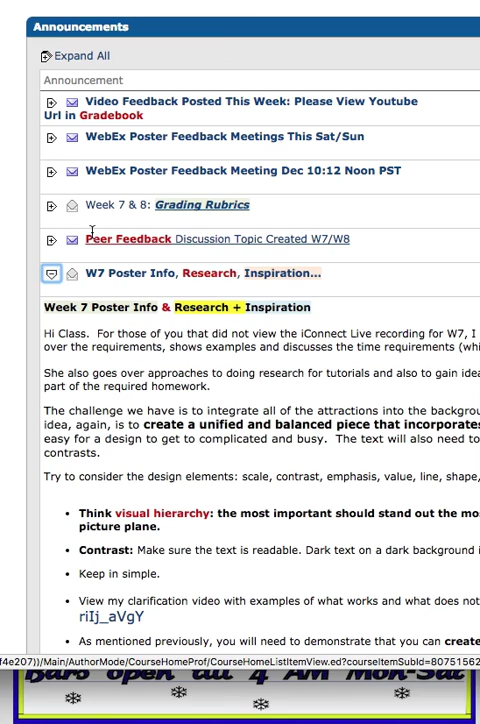 Announcements
Expand All
Announcement
Video Feedback Posted This Week: Please View Youtube
Url in Gradebook
WebEx Poster Feedback Meetings This Sat/Sun
WebEx Poster Feedback Meeting Dec 10:12 Noon PST
Week 7 & 8: Grading Rubrics
Peer Feedback Discussion Topic Created W7/W8
W7 Poster Info, Research, Inspiration...
Week 7 Poster Info & Research + Inspiration
Hi Class. For those of you that did not view the iConnect Live recording for W7, I
over the requirements, shows examples and discusses the time requirements (whi
She also goes over approaches to doing research for tutorials and also to gain idea
part of the required homework.
The challenge we have is to integrate all of the attractions into the backgrou
idea, again, is to create a unified and balanced piece that incorporates
easy for a design to get to complicated and busy. The text will also need to
contrasts.
Try to consider the design elements: scale, contrast, emphasis, value, line, shape,
• Think visual hierarchy: the most important should stand out the mo
picture plane.
• Contrast: Make sure the text is readable. Dark text on a dark background i
• Keep in simple.
• View my clarification video with examples of what works and what does not
riIj_aVgY
• As mentioned previously, you will need to demonstrate that you can create
f4e207))/Main/AuthorMode/CourseHomeProf/CourseHomeListItemView.ed?courseItemSubId=80751562
Bars open till 4 AM Mon-Sat